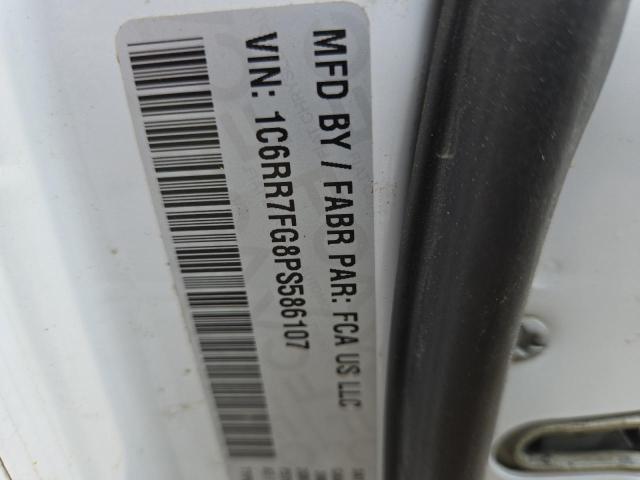 MFD BY / FABR PAR: FCA US LLC
VIN: 1C6RR7FG8PS586107